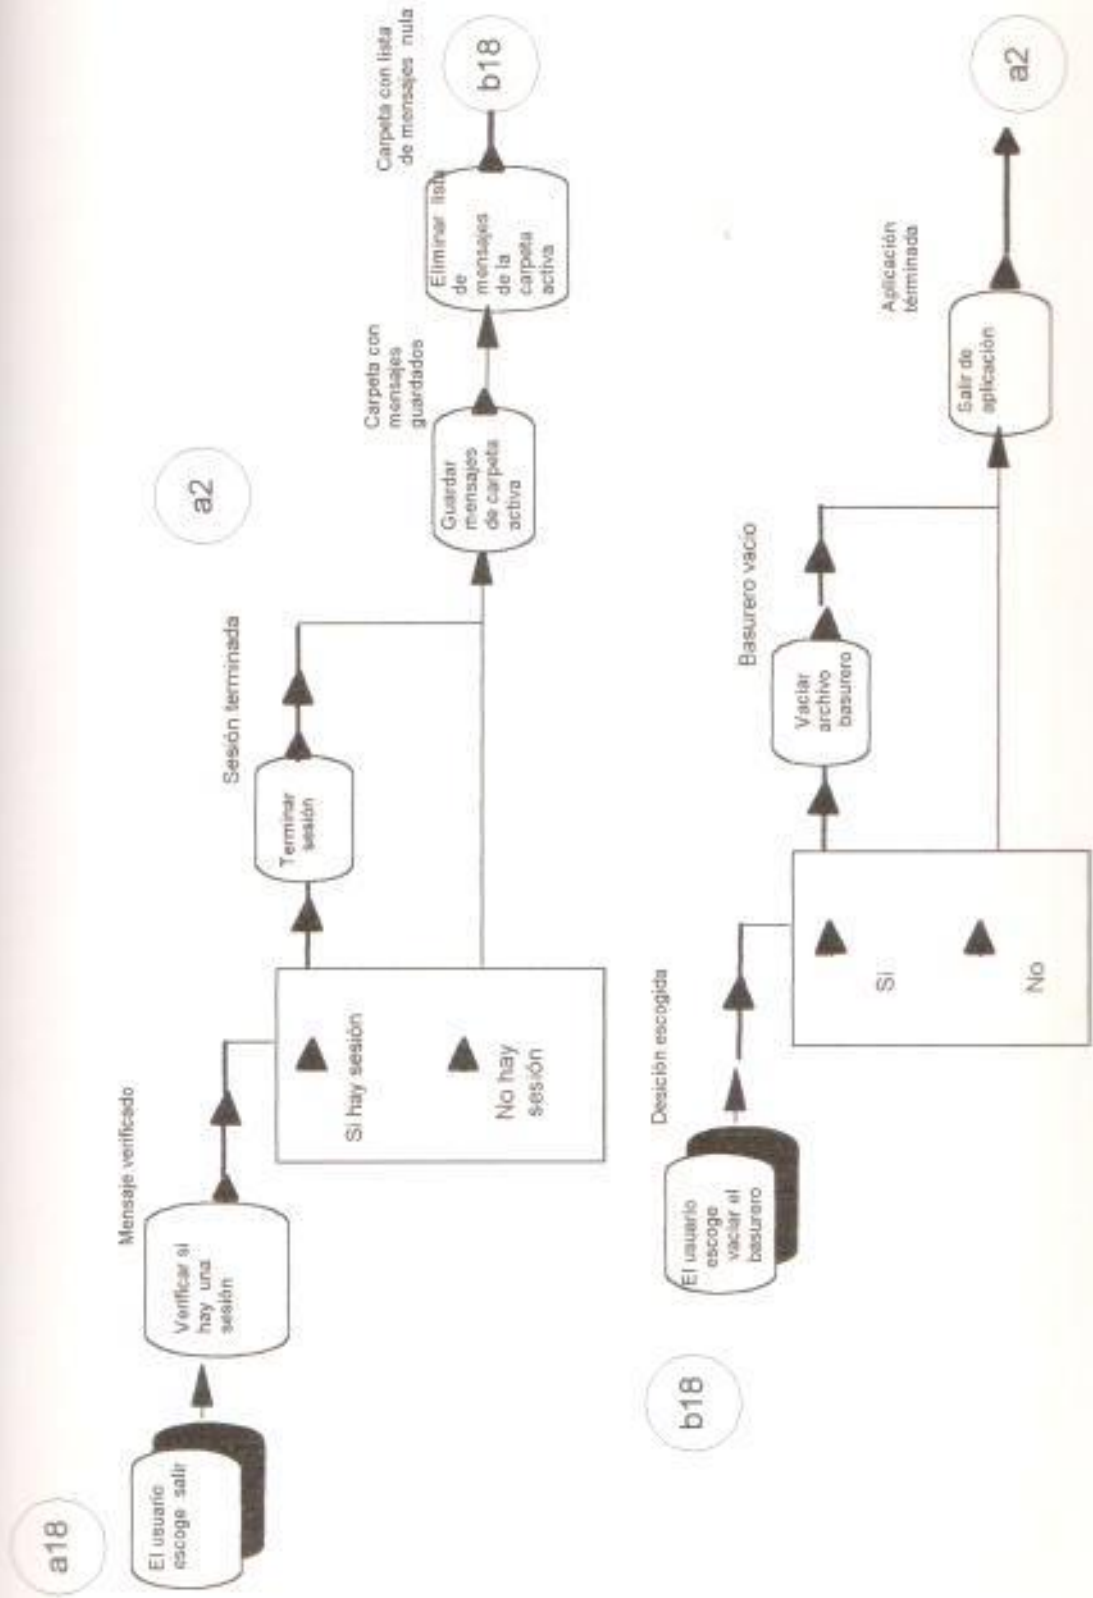 a18
El usuario
escoge salir
Verificar si
hay una
sesión
Mensaje verificado
Si hay sesión
No hay
sesión
Terminar
sesión
Sesión terminada
a2
Guardar
mensajes
de carpeta
activa
Carpeta con
mensajes
guardados
Eliminar lista
de
mensajes
de la
carpeta
activa
Carpeta con lista
de mensajes nula
b18
b18
El usuario
escoge
vaciar el
basurero
Desición escogida
Si
No
Vaciar
archivo
basurero
Basurero vacio
Salir de
aplicación
Aplicación
términada
a2